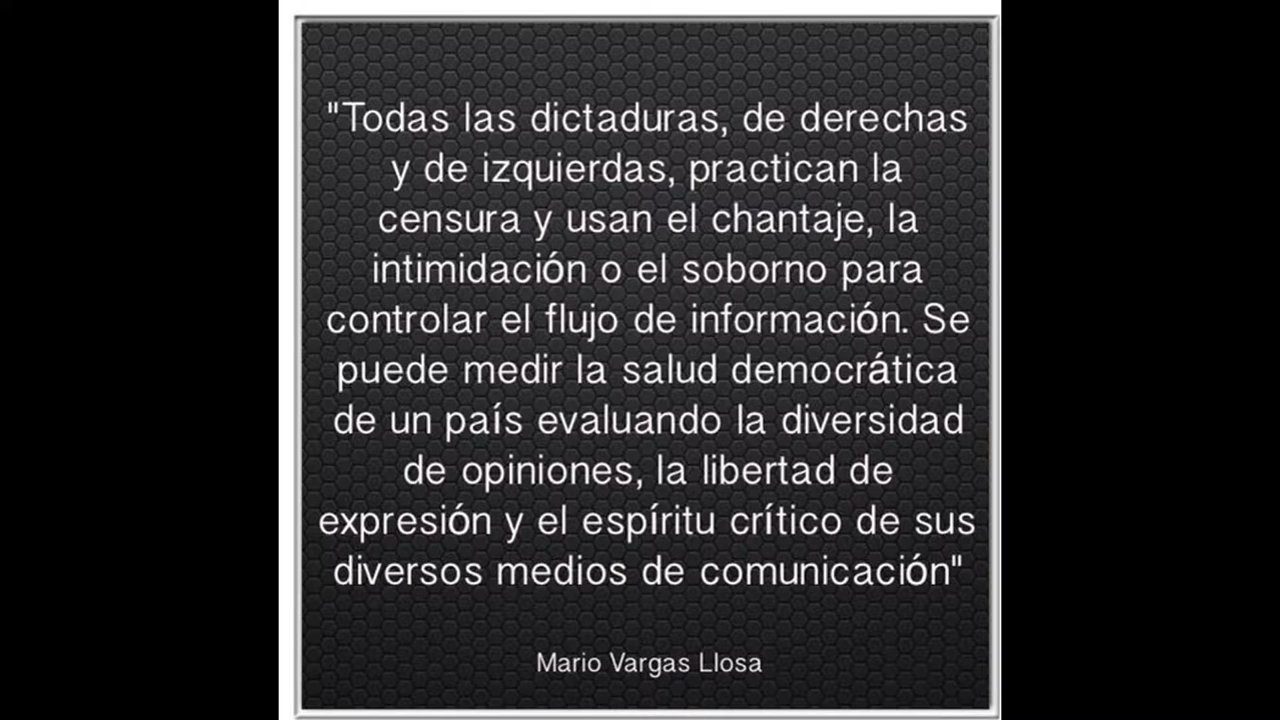 "Todas las dictaduras, de derechas
y de izquierdas, practican la
censura y usan el chantaje, la
intimidación o el soborno para
controlar el flujo de información. Se
puede medir la salud democrática
de un país evaluando la diversidad
de opiniones, la libertad de
expresión y el espíritu crítico de sus
diversos medios de comunicación"
Mario Vargas Llosa